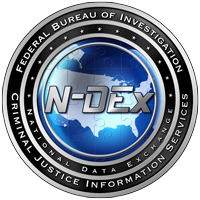 Federal Bureau of Investigation
N-DEx
National Data Exchange
Criminal Justice Information Services